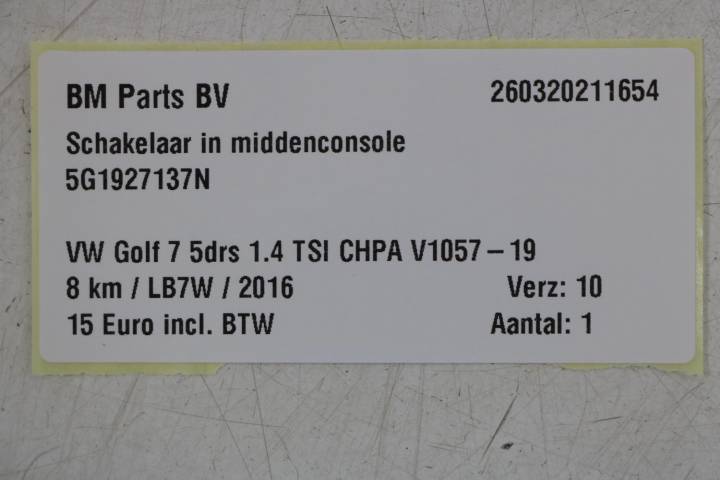 BM Parts BV 260320211654
Schakelaar in middenconsole
5G1927137N
VW Golf 7 5drs 1.4 TSI CHPA V1057 – 19
8 km / LB7W / 2016 Verz: 10
15 Euro incl. BTW Aantal: 1